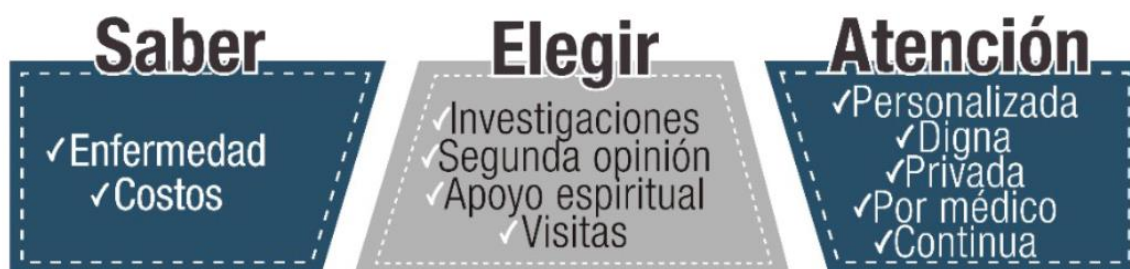 Saber
✓Enfermedad
✓Costos
Elegir
✓Investigaciones
✓Segunda opinión
✓Apoyo espiritual
✓Visitas
Atención
✓Personalizada
✓Digna
✓Privada
✓Por médico
✓Continua